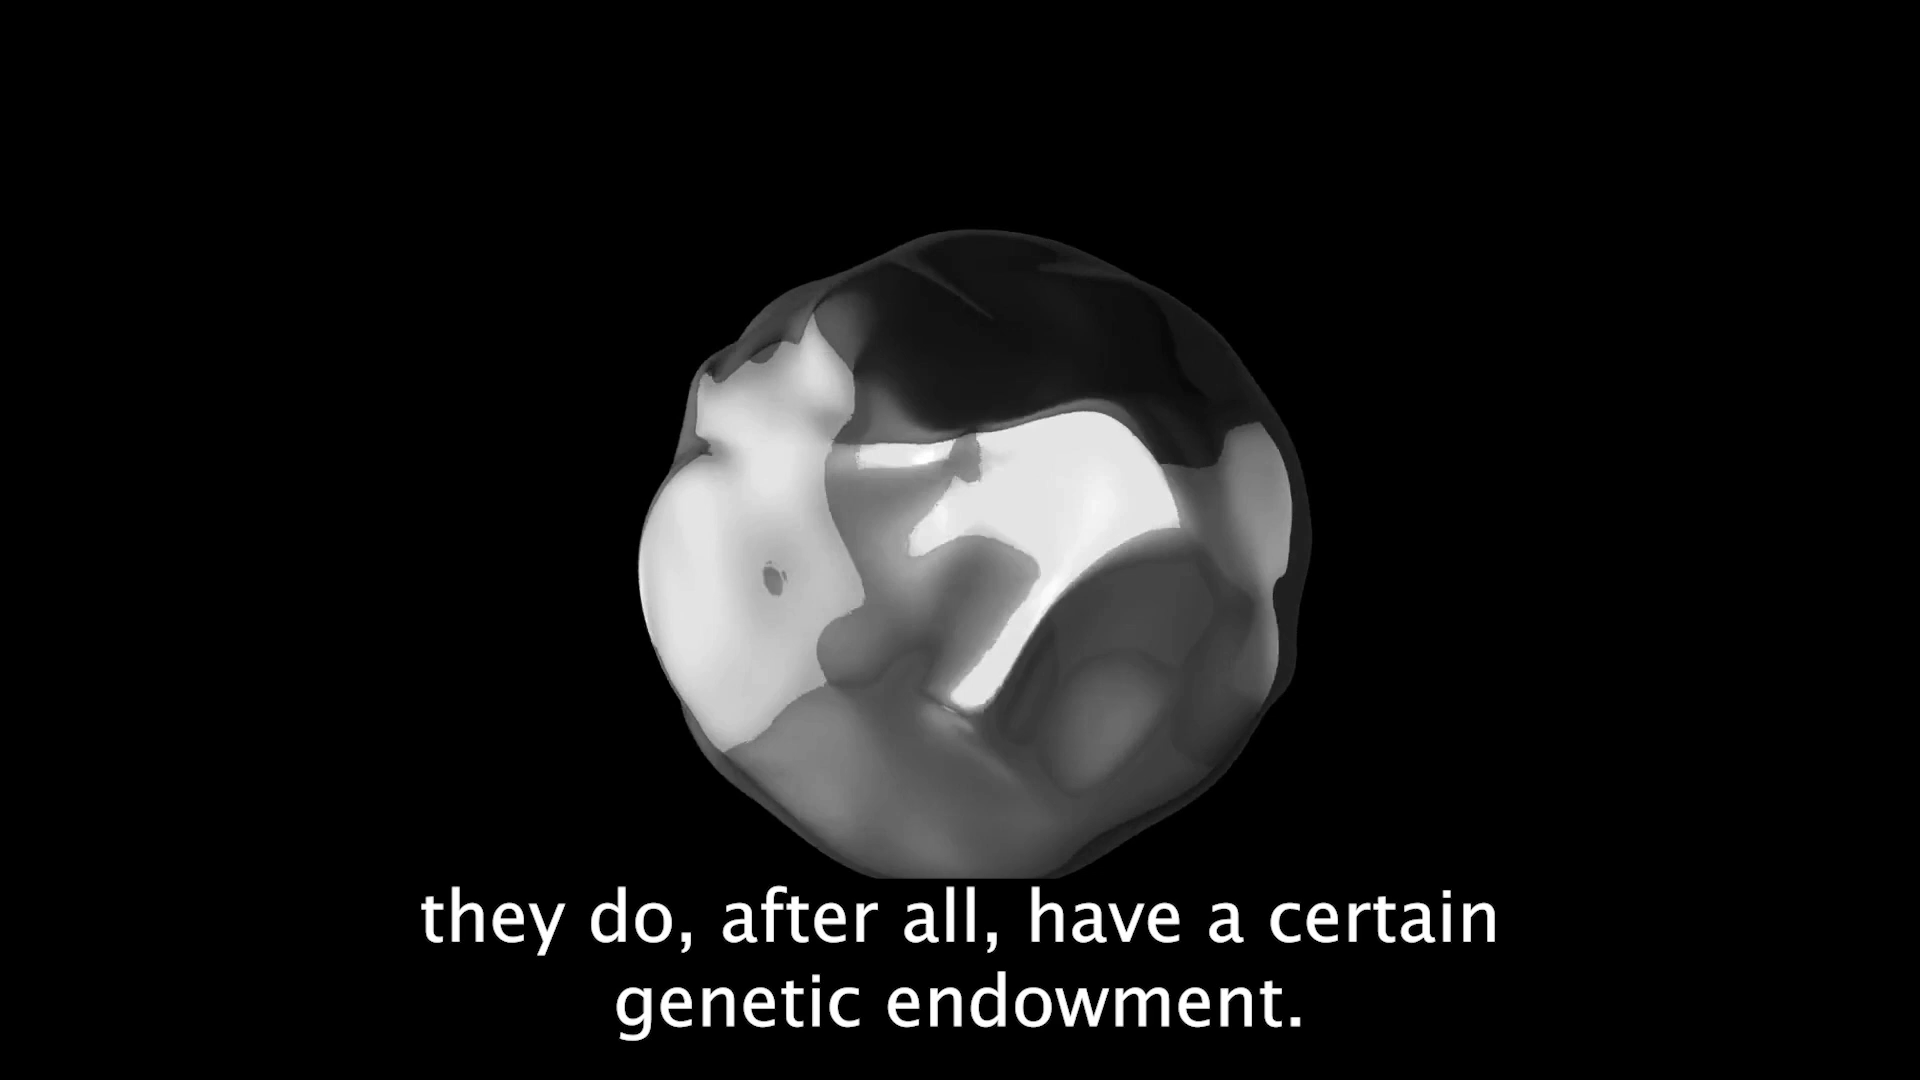 they do, after all, have a certain
genetic endowment.